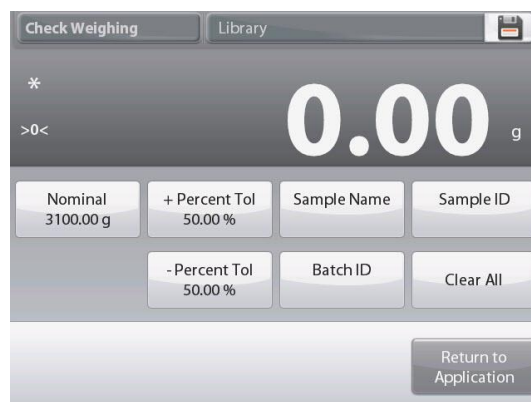 Check Weighing
Library
*
>0<
0.00 g
Nominal
3100.00 g
+ Percent Tol
50.00 %
Sample Name
Sample ID
- Percent Tol
50.00 %
Batch ID
Clear All
Return to
Application